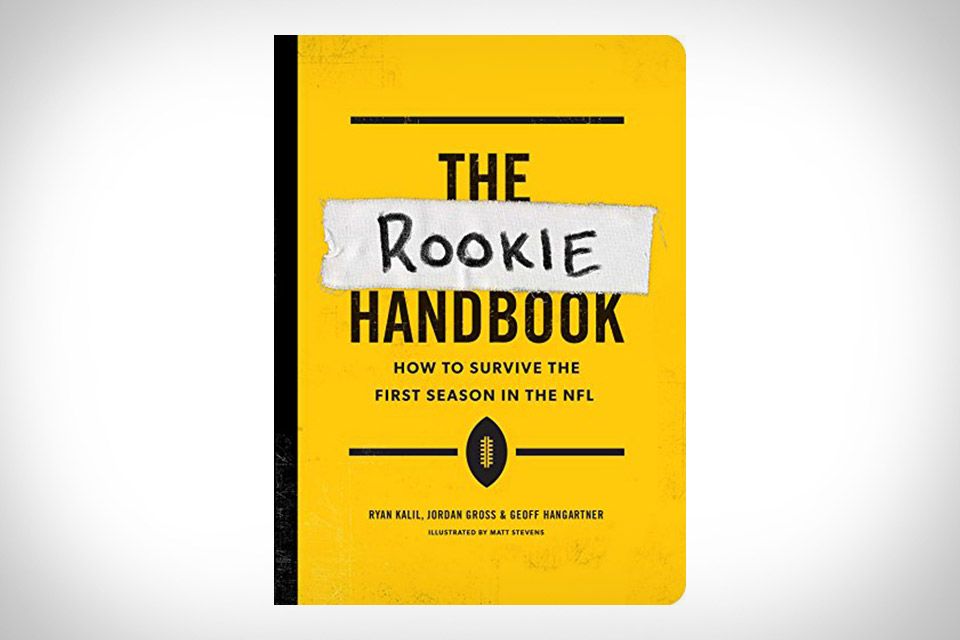 THE
ROOKIE
HANDBOOK
HOW TO SURVIVE THE
FIRST SEASON IN THE NFL
RYAN KALIL, JORDAN GROSS & GEOFF HANGARTNER
ILLUSTRATED BY MATT STEVENS